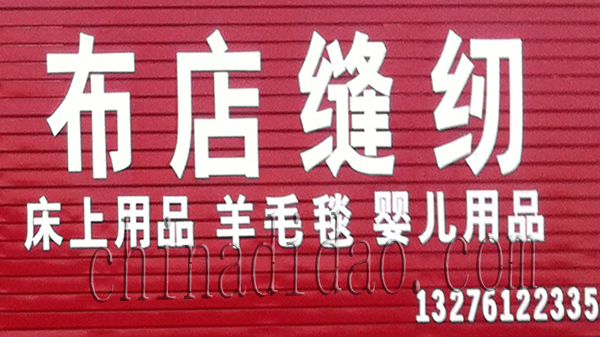 布店缝纫
床上用品 羊毛毯 婴儿用品
chinadidao.com
13276122335